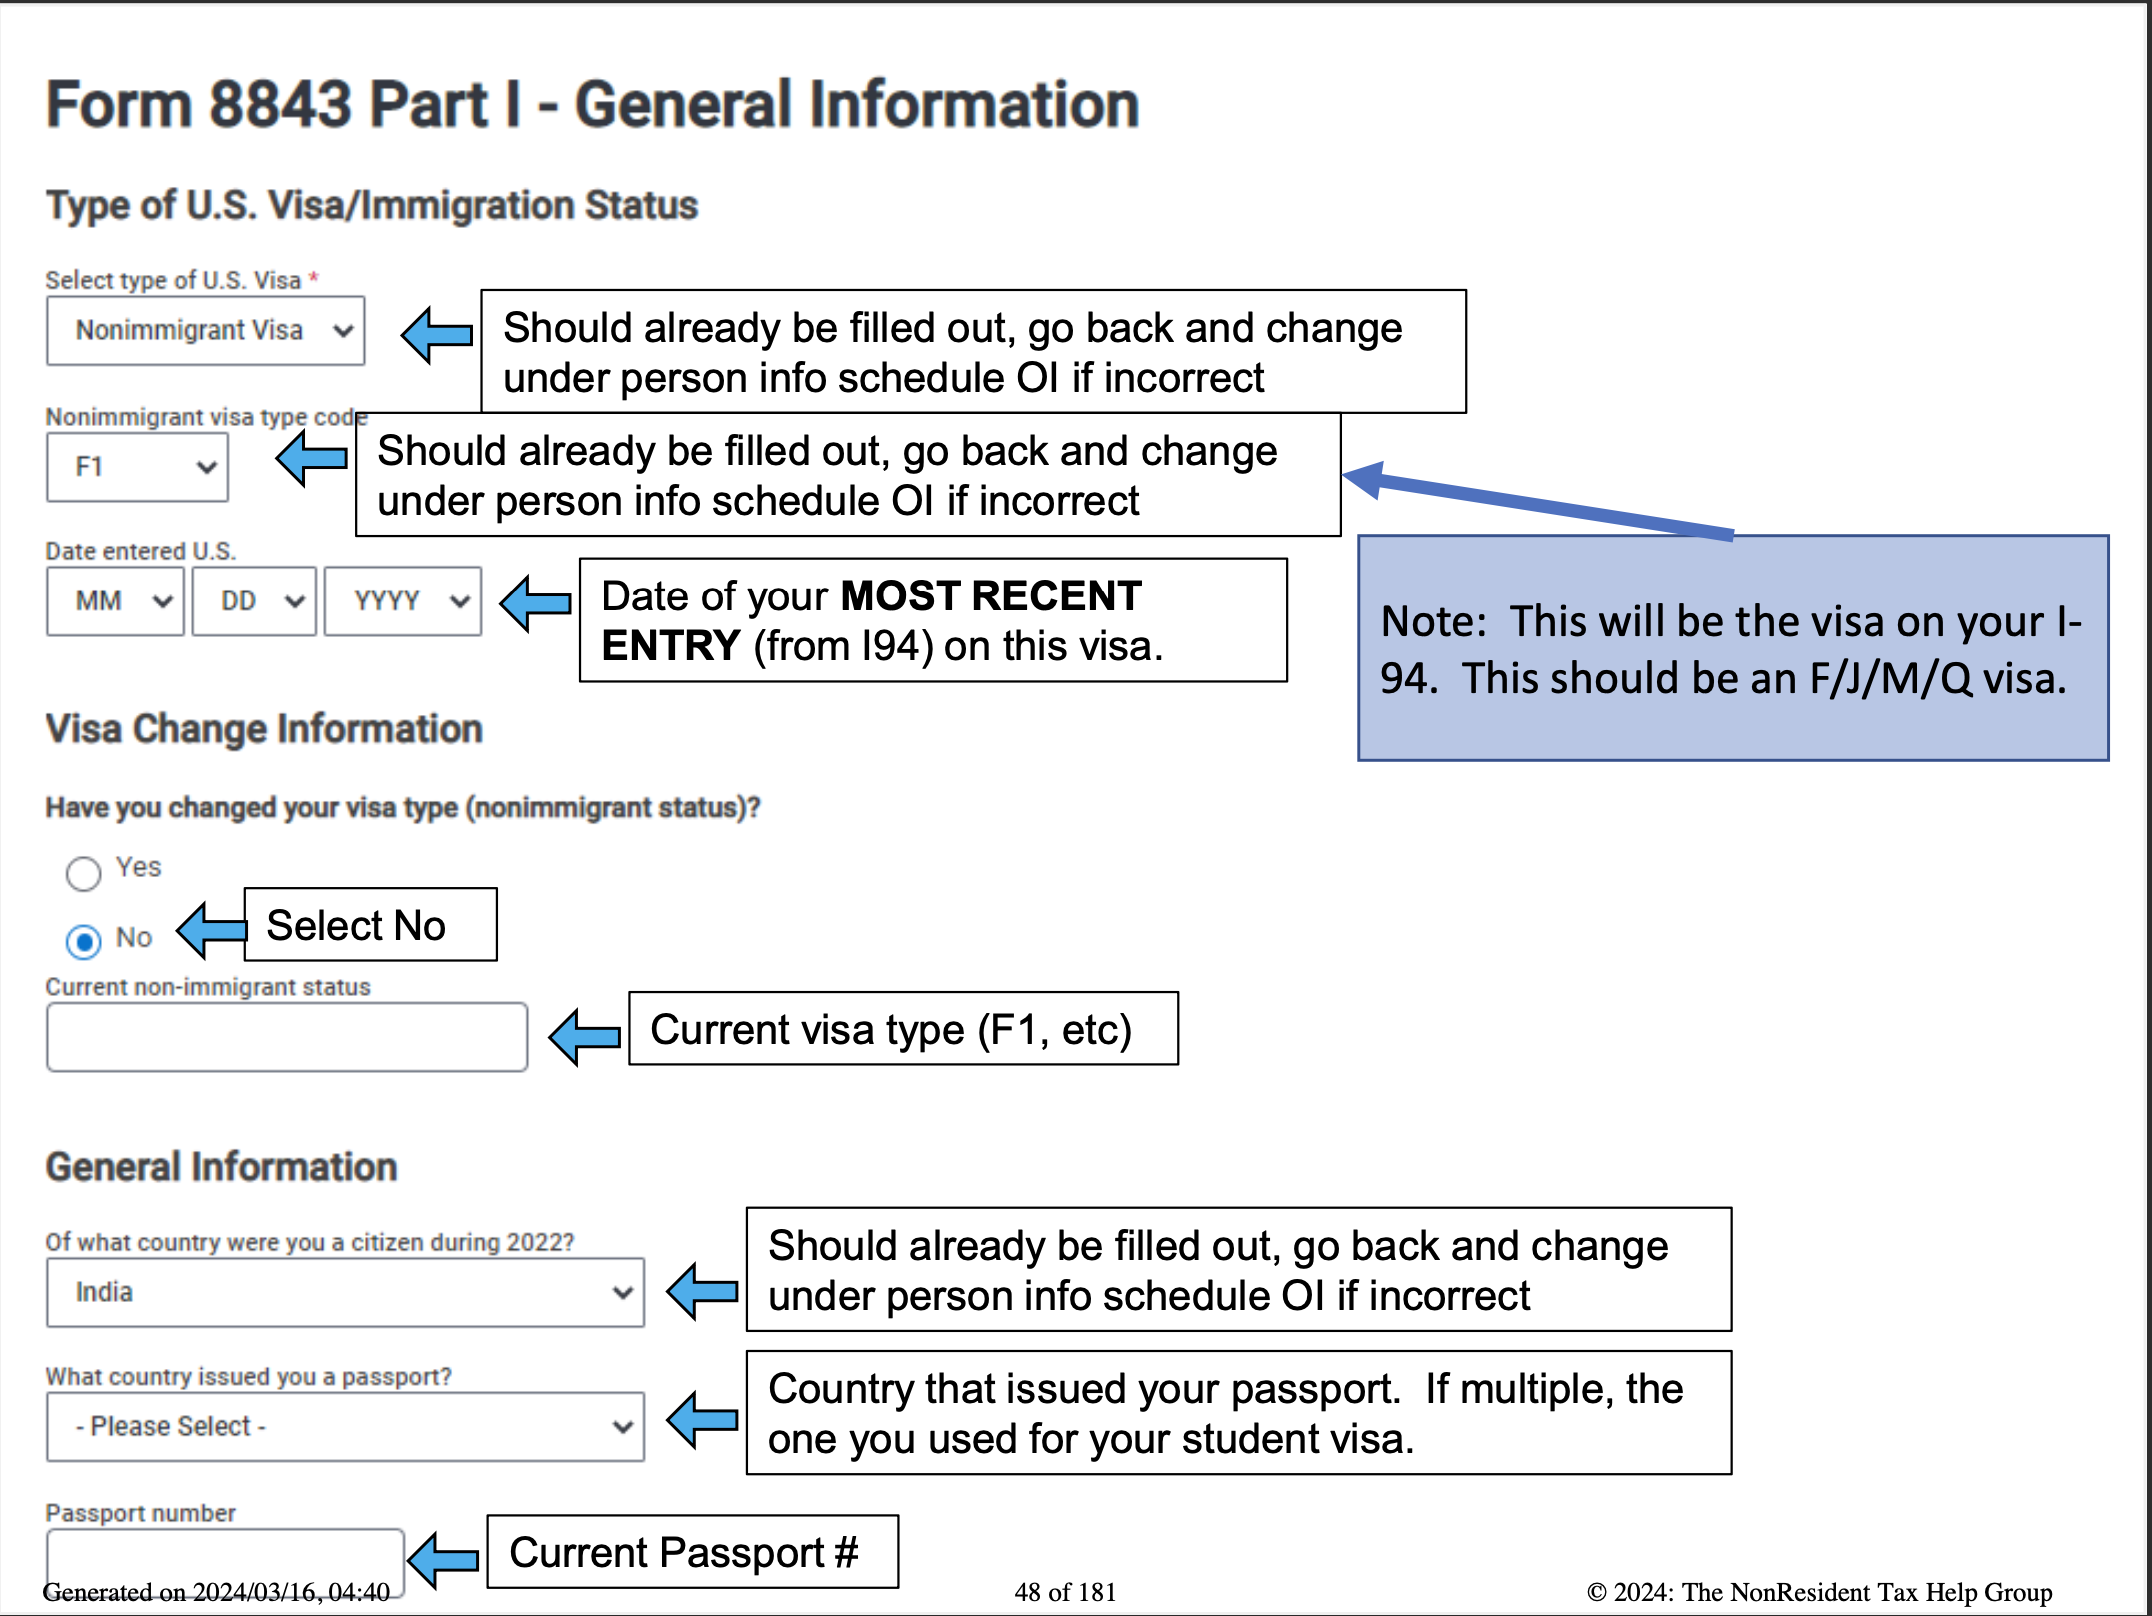 Form 8843 Part I - General Information
Type of U.S. Visa/Immigration Status
Select type of U.S. Visa *
Nonimmigrant Visa
Should already be filled out, go back and change
under person info schedule OI if incorrect
Nonimmigrant visa type code
F1
Should already be filled out, go back and change
under person info schedule OI if incorrect
Date entered U.S.
MM DD YYYY
Date of your MOST RECENT
ENTRY (from I94) on this visa.
Note:  This will be the visa on your I-
94.  This should be an F/J/M/Q visa.
Visa Change Information
Have you changed your visa type (nonimmigrant status)?
Yes
No
Select No
Current non-immigrant status
Current visa type (F1, etc)
General Information
Of what country were you a citizen during 2022?
India
Should already be filled out, go back and change
under person info schedule OI if incorrect
What country issued you a passport?
- Please Select -
Country that issued your passport.  If multiple, the
one you used for your student visa.
Passport number
Current Passport #
Generated on 2024/03/16, 04:40
48 of 181
© 2024: The NonResident Tax Help Group